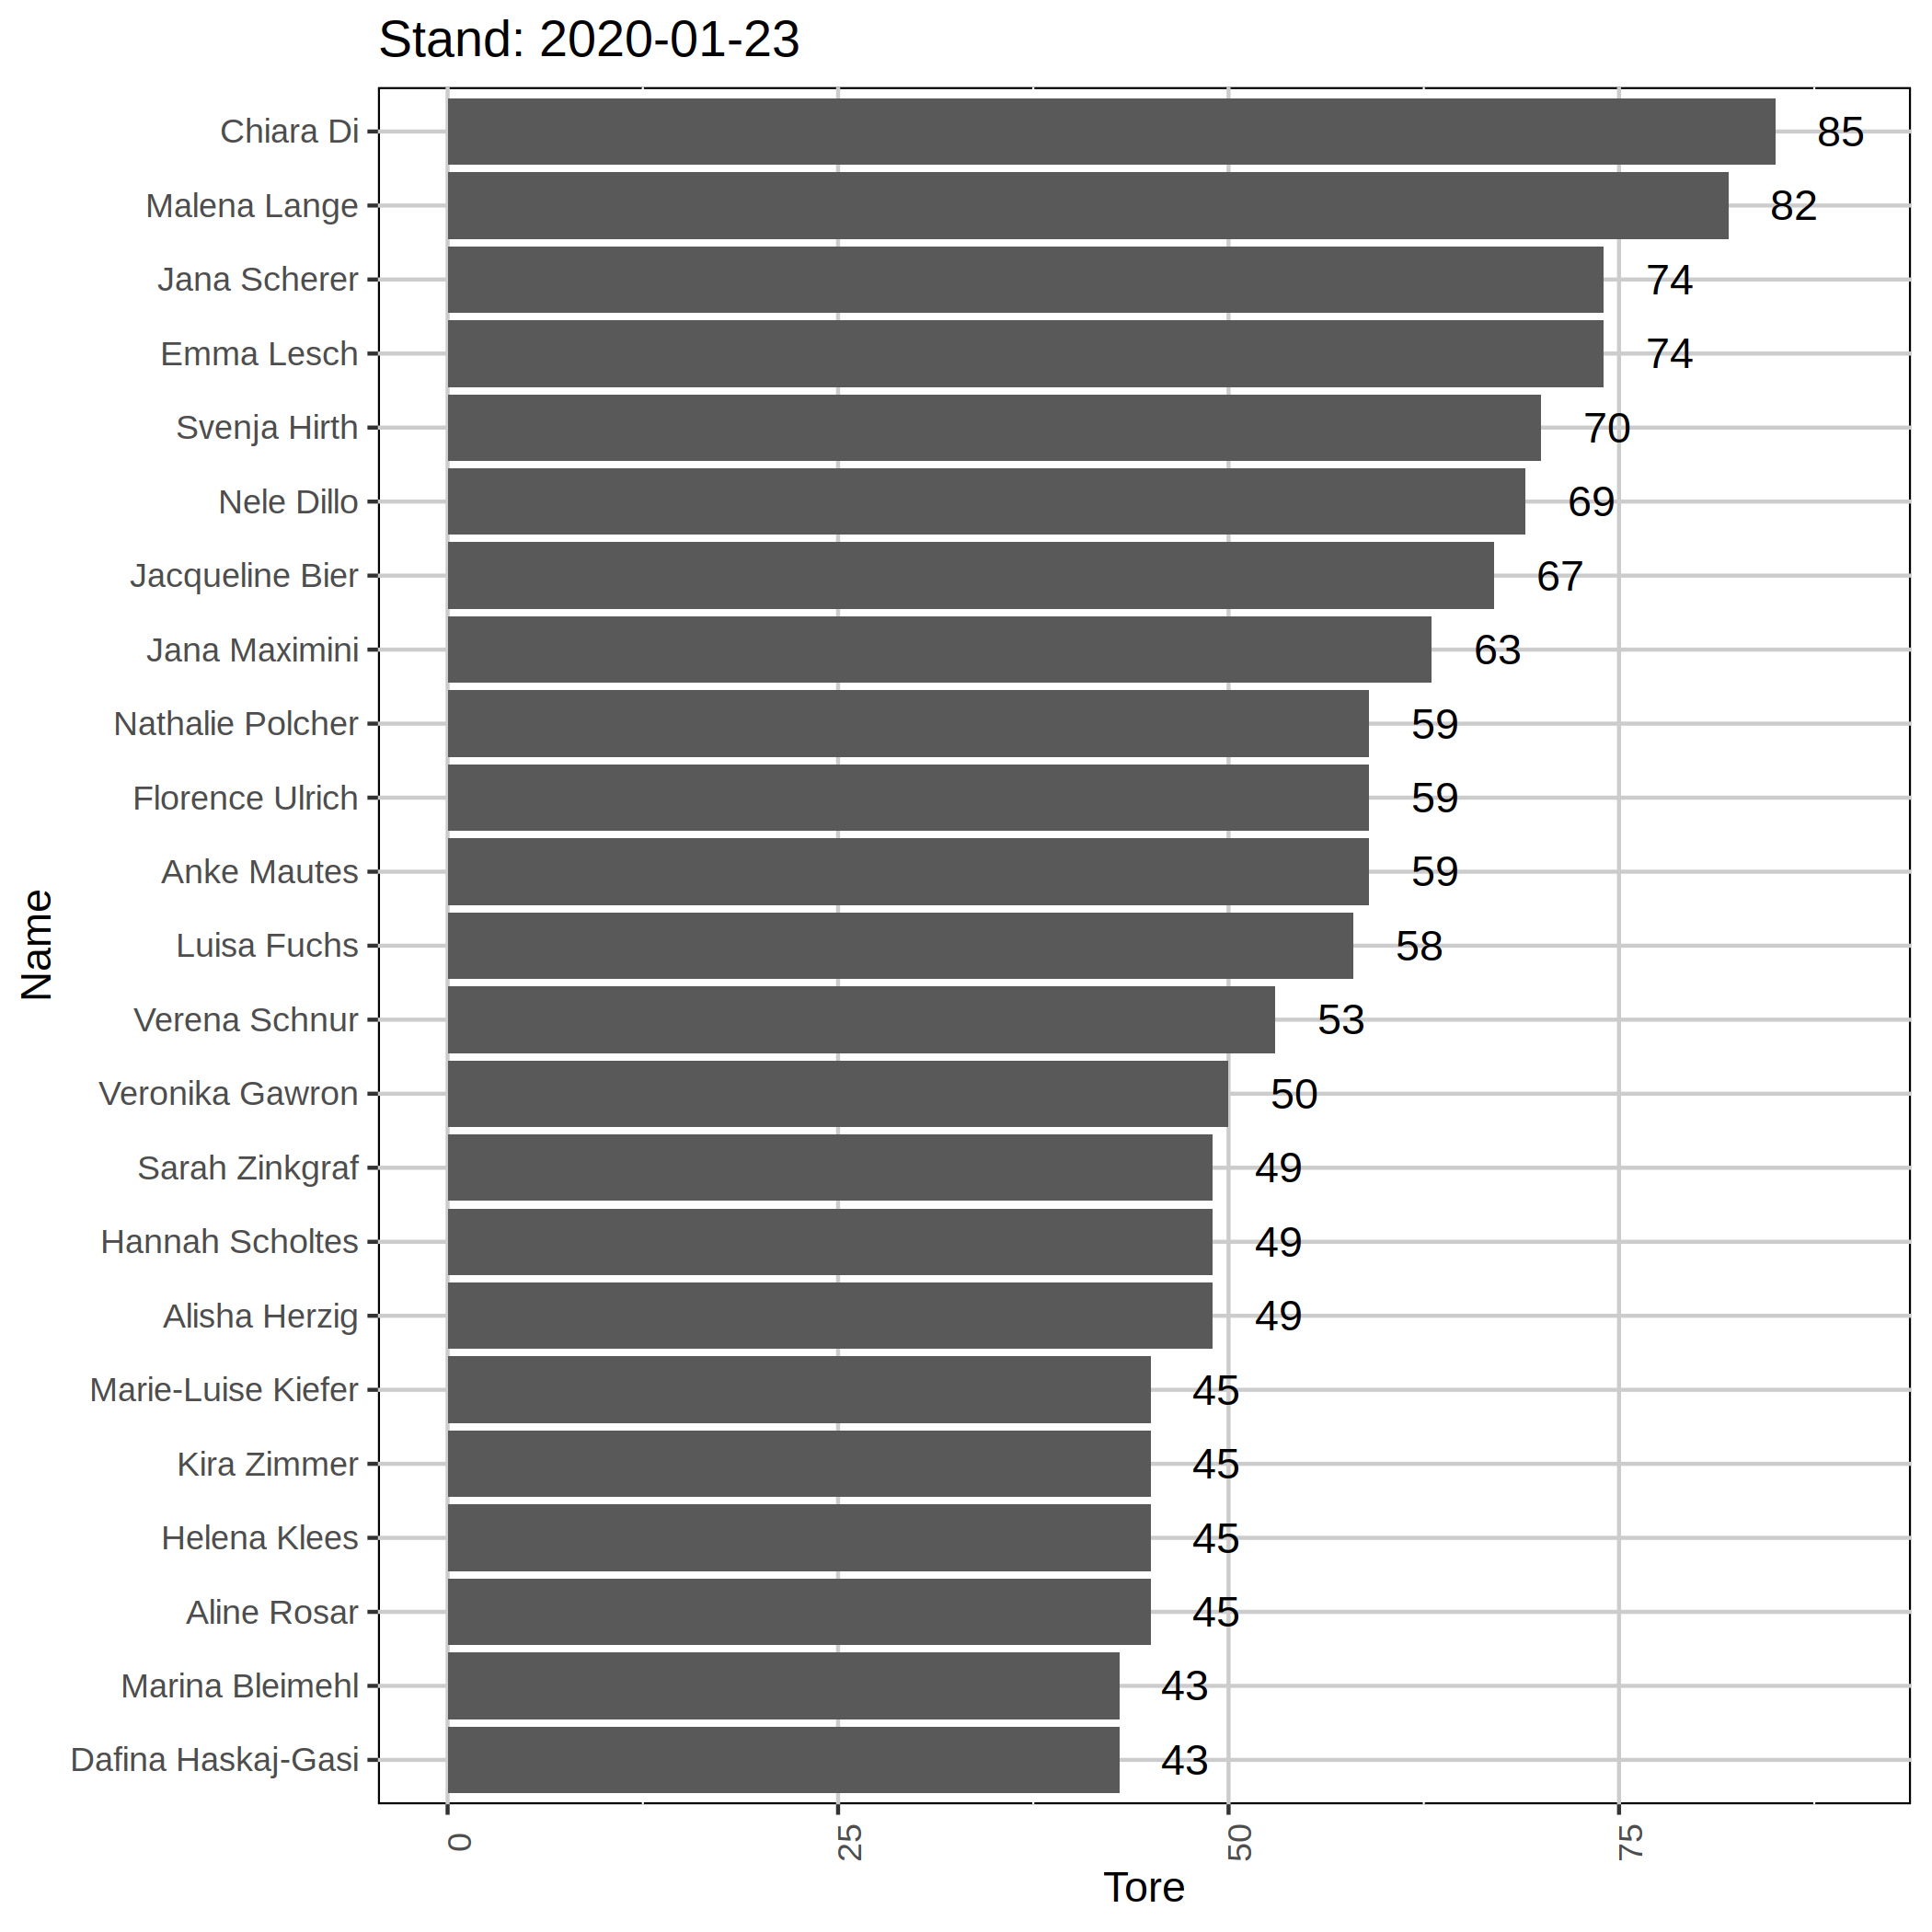 Stand: 2020-01-23
Chiara Di 85
Malena Lange 82
Jana Scherer 74
Emma Lesch 74
Svenja Hirth 70
Nele Dillo 69
Jacqueline Bier 67
Jana Maximini 63
Nathalie Polcher 59
Florence Ulrich 59
Anke Mautes 59
Luisa Fuchs 58
Verena Schnur 53
Veronika Gawron 50
Sarah Zinkgraf 49
Hannah Scholtes 49
Alisha Herzig 49
Marie-Luise Kiefer 45
Kira Zimmer 45
Helena Klees 45
Aline Rosar 45
Marina Bleimehl 43
Dafina Haskaj-Gasi 43
Name
0 25 50 75
Tore